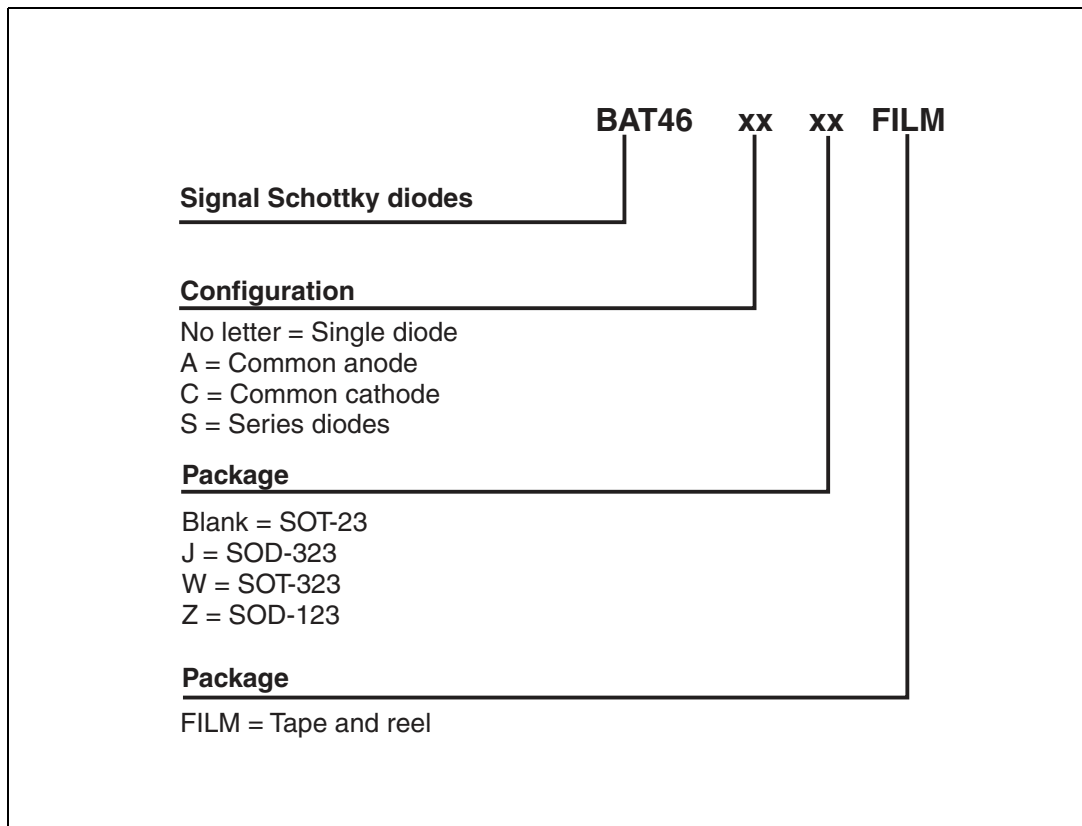 BAT46 xx xx FILM
Signal Schottky diodes
Configuration
No letter = Single diode
A = Common anode
C = Common cathode
S = Series diodes
Package
Blank = SOT-23
J = SOD-323
W = SOT-323
Z = SOD-123
Package
FILM = Tape and reel